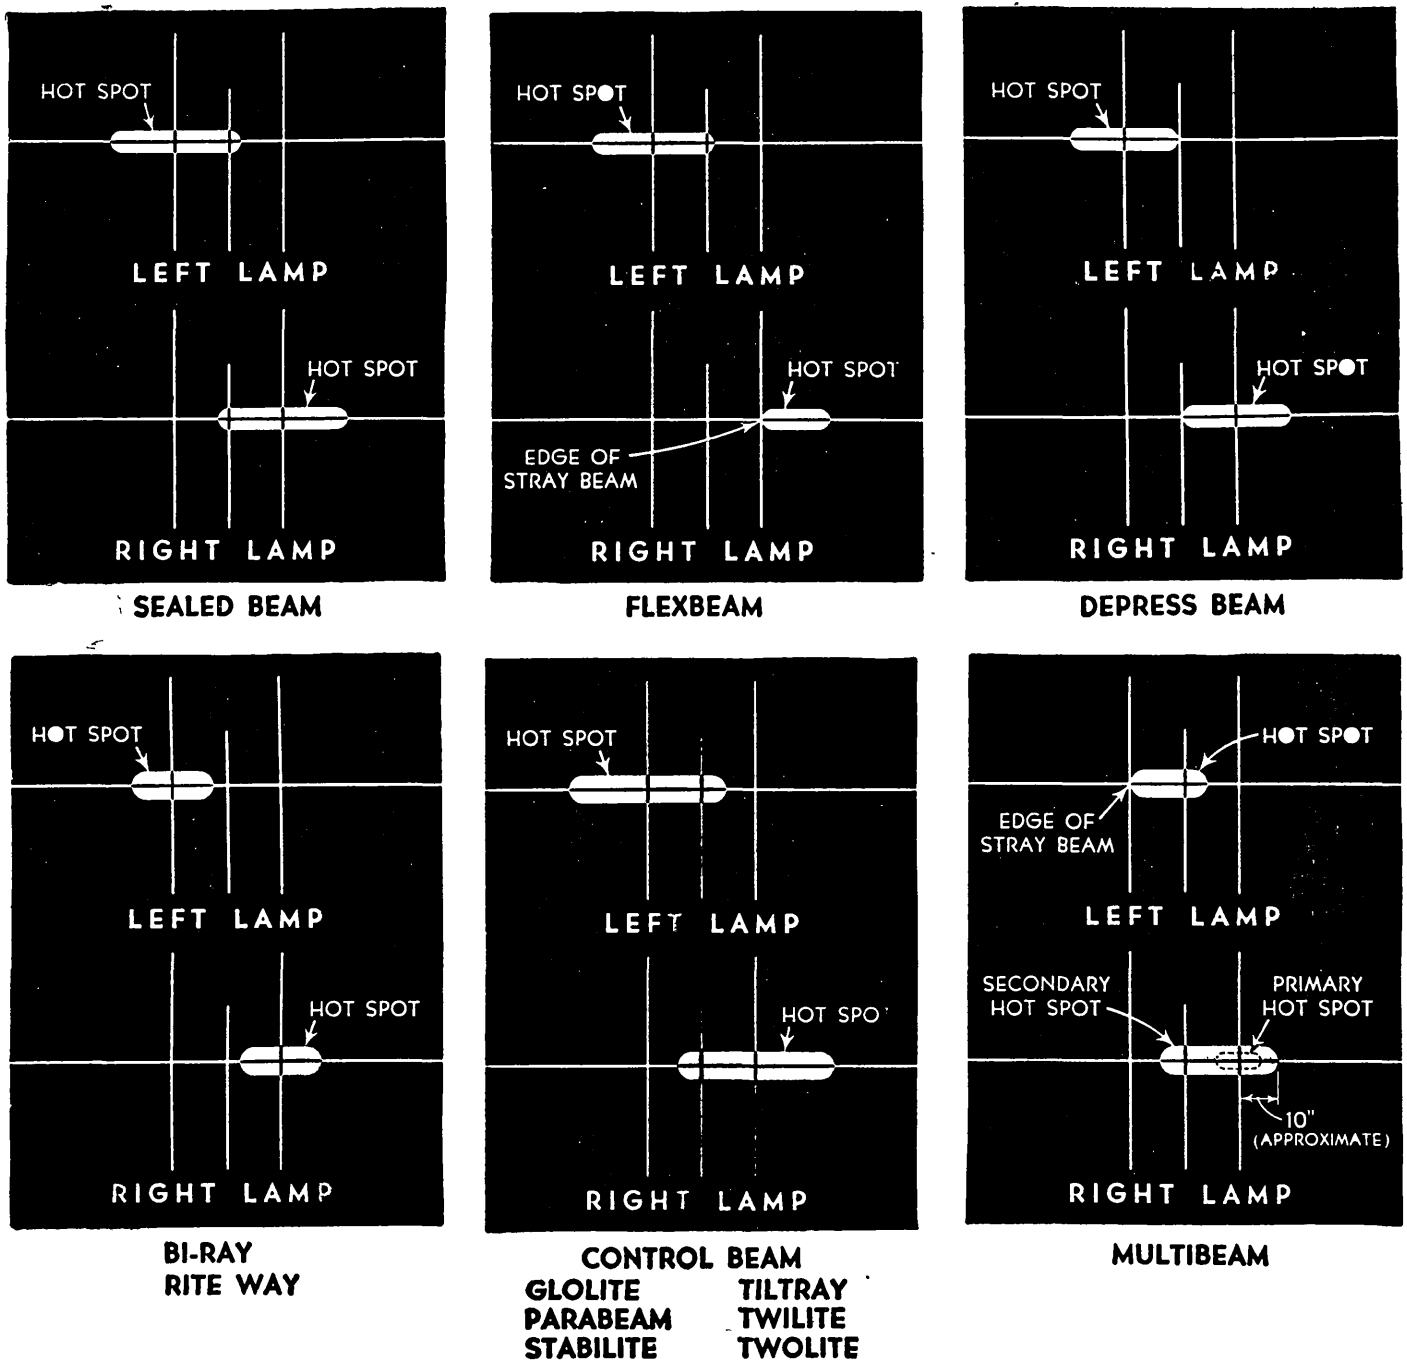 HOT SPOT
LEFT LAMP
HOT SPOT
RIGHT LAMP
SEALED BEAM
HOT SPOT
LEFT LAMP
HOT SPOT
EDGE OF
STRAY BEAM
RIGHT LAMP
FLEXBEAM
HOT SPOT
LEFT LAMP
HOT SPOT
RIGHT LAMP
DEPRESS BEAM
HOT SPOT
LEFT LAMP
HOT SPOT
RIGHT LAMP
BI-RAY
RITE WAY
HOT SPOT
LEFT LAMP
HOT SPOT
RIGHT LAMP
CONTROL BEAM
GLOLITE TILTRAY
PARABEAM TWILITE
STABILITE TWOLITE
HOT SPOT
EDGE OF
STRAY BEAM
LEFT LAMP
SECONDARY PRIMARY
HOT SPOT HOT SPOT
10"
(APPROXIMATE)
RIGHT LAMP
MULTIBEAM